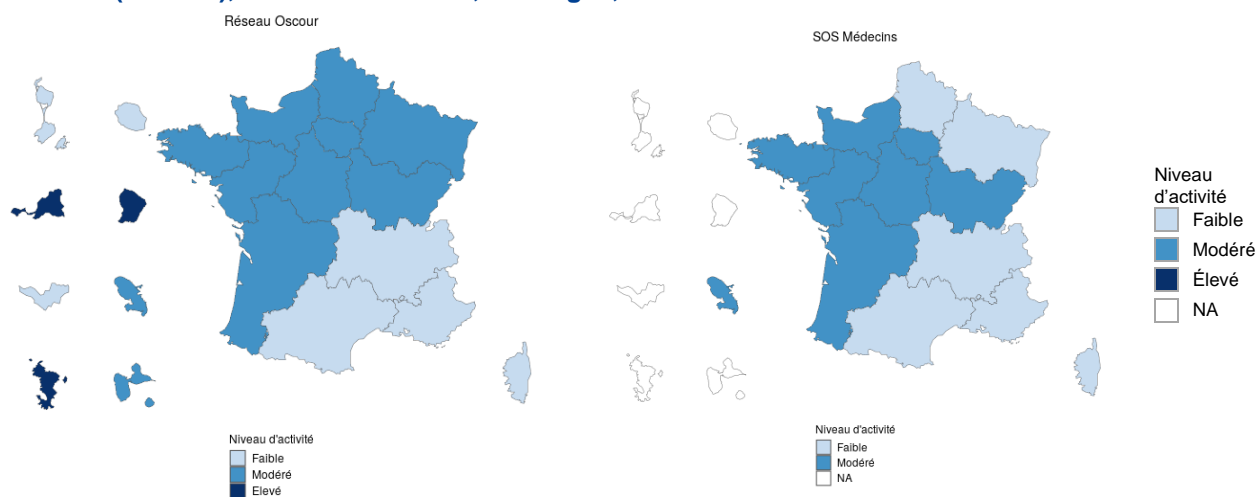 Réseau Oscour
SOS Médecins
Niveau d'activité
Faible
Modéré
Elevé
Niveau d'activité
Faible
Modéré
NA
Niveau
d’activité
Faible
Modéré
Élevé
NA